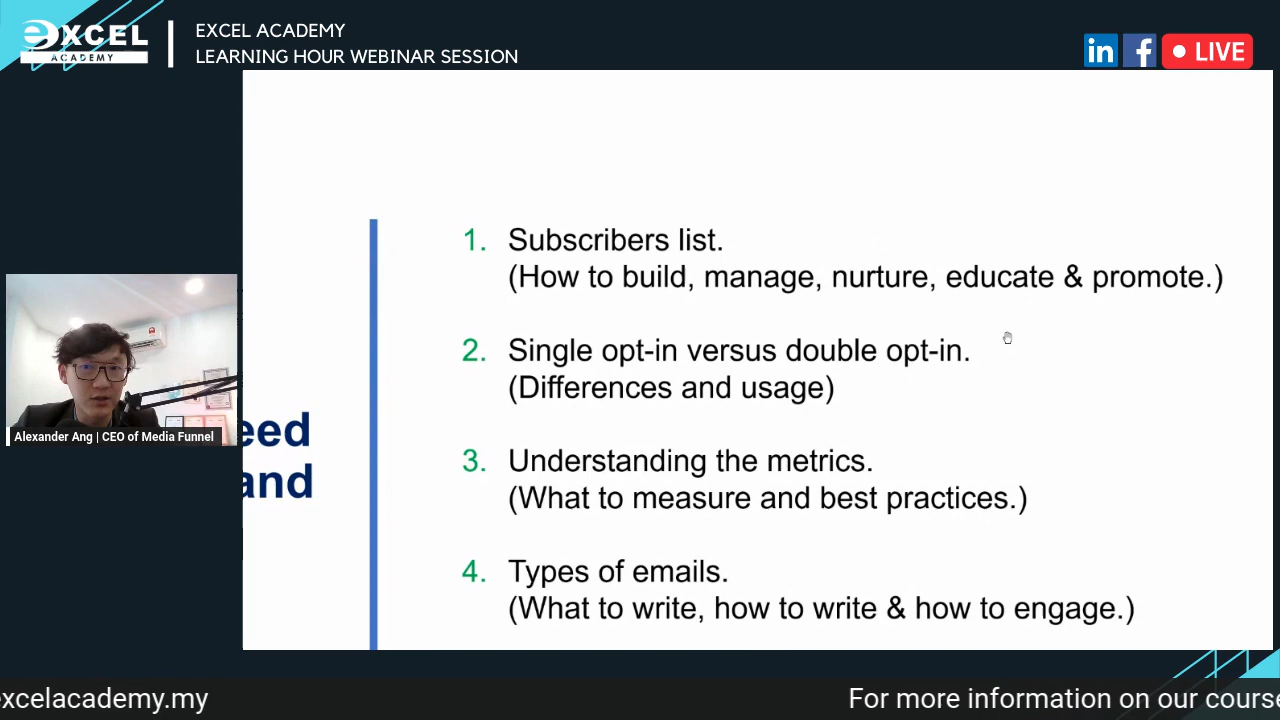 eXCEL
ACADEMY
EXCEL ACADEMY
LEARNING HOUR WEBINAR SESSION
in f LIVE
1. Subscribers list.
(How to build, manage, nurture, educate & promote.)
2. Single opt-in versus double opt-in.
(Differences and usage)
3. Understanding the metrics.
(What to measure and best practices.)
4. Types of emails.
(What to write, how to write & how to engage.)
eed
and
Alexander Ang | CEO of Media Funnel
excelacademy.my
For more information on our course